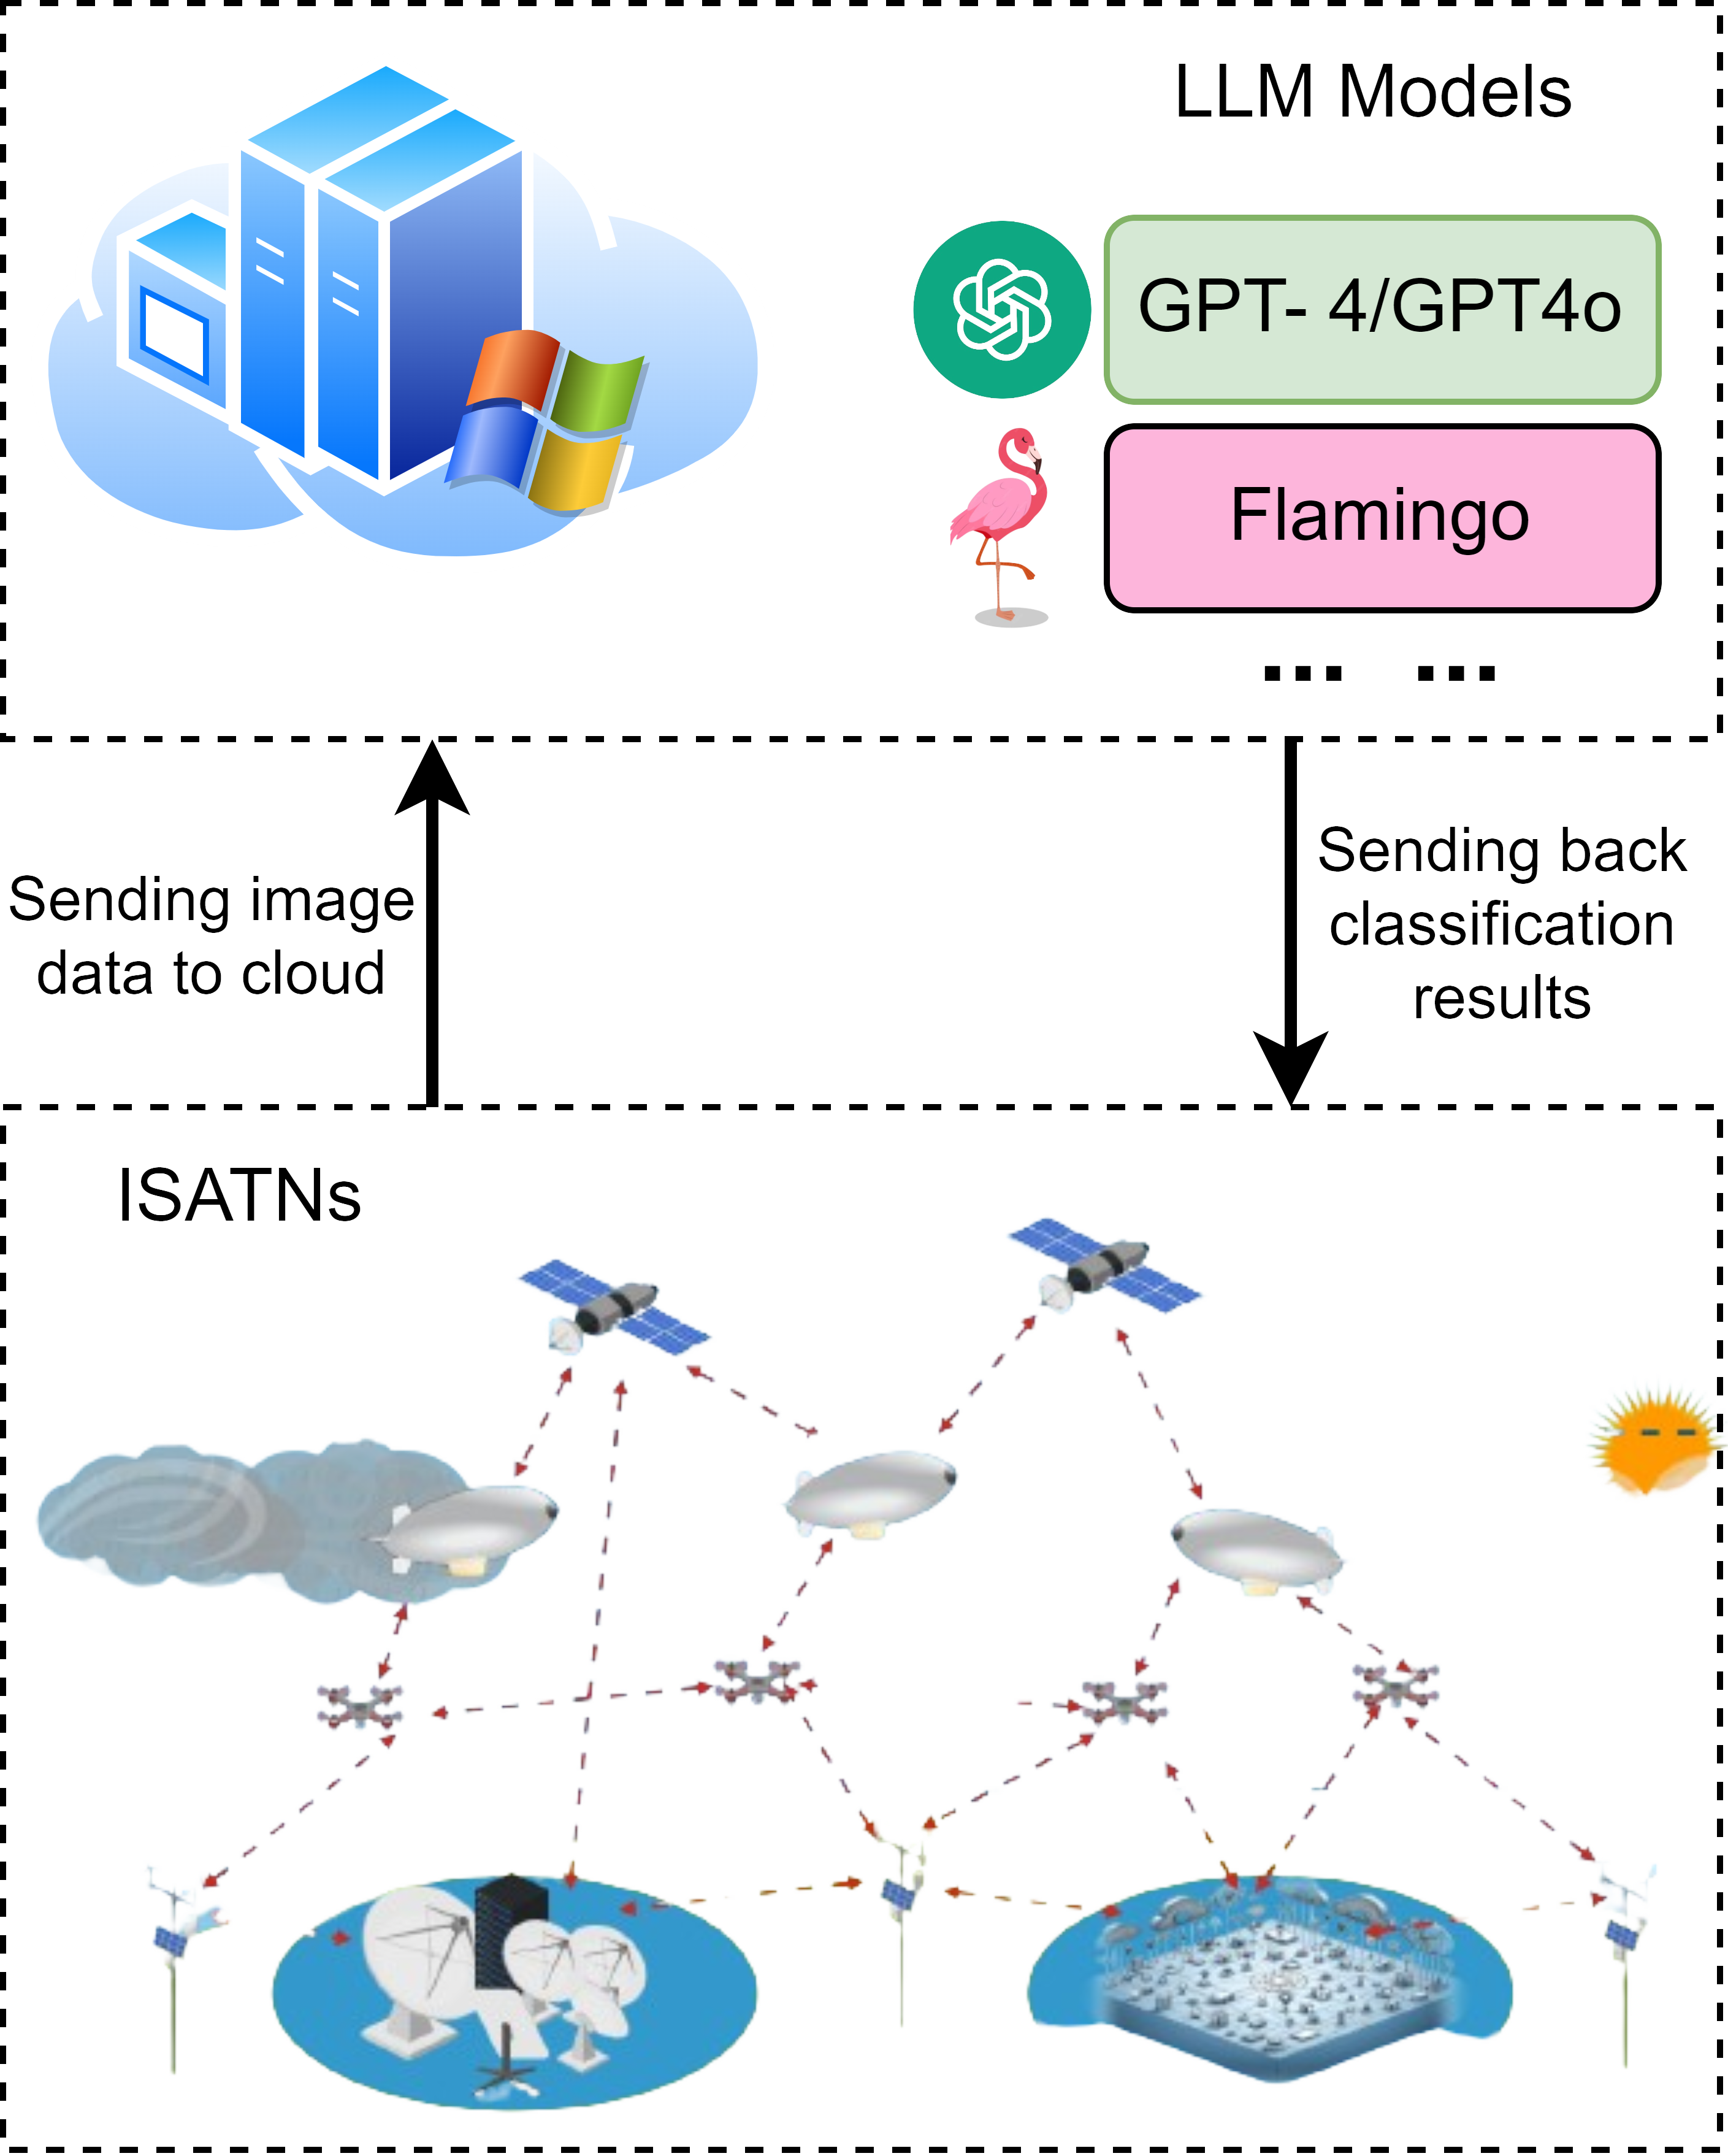 LLM Models
GPT- 4/GPT4o
Flamingo
... ...
Sending image
data to cloud
Sending back
classification
results
ISATNs